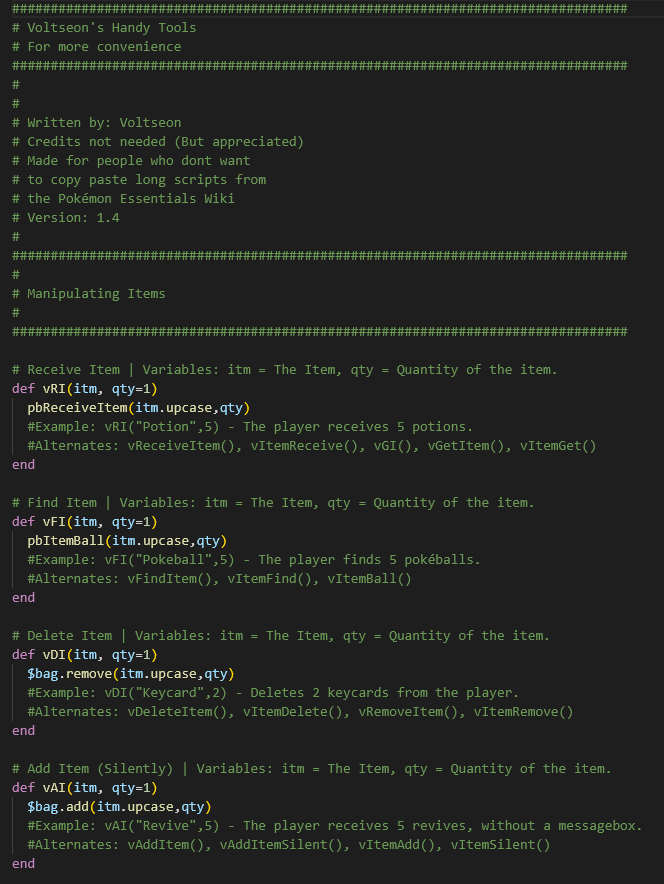 ################################################################################
# Voltseon's Handy Tools
# For more convenience
################################################################################
#
#
# Written by: Voltseon
# Credits not needed (But appreciated)
# Made for people who dont want
# to copy paste long scripts from
# the Pokémon Essentials Wiki
# Version: 1.4
#
################################################################################
#
# Manipulating Items
#
################################################################################
# Receive Item | Variables: itm = The Item, qty = Quantity of the item.
def vRI(itm, qty=1)
pbReceiveItem(itm.upcase,qty)
#Example: vRI("Potion",5) - The player receives 5 potions.
#Alternates: vReceiveItem(), vItemReceive(), vGI(), vGetItem(), vItemGet()
end
# Find Item | Variables: itm = The Item, qty = Quantity of the item.
def vFI(itm, qty=1)
pbItemBall(itm.upcase,qty)
#Example: vFI("Pokeball",5) - The player finds 5 pokéballs.
#Alternates: vFindItem(), vItemFind(), vItemBall()
end
# Delete Item | Variables: itm = The Item, qty = Quantity of the item.
def vDI(itm, qty=1)
$bag.remove(itm.upcase,qty)
#Example: vDI("Keycard",2) - Deletes 2 keycards from the player.
#Alternates: vDeleteItem(), vItemDelete(), vRemoveItem(), vItemRemove()
end
# Add Item (Silently) | Variables: itm = The Item, qty = Quantity of the item.
def vAI(itm, qty=1)
$bag.add(itm.upcase,qty)
#Example: vAI("Revive",5) - The player receives 5 revives, without a messagebox.
#Alternates: vAddItem(), vAddItemSilent(), vItemAdd(), vItemSilent()
end